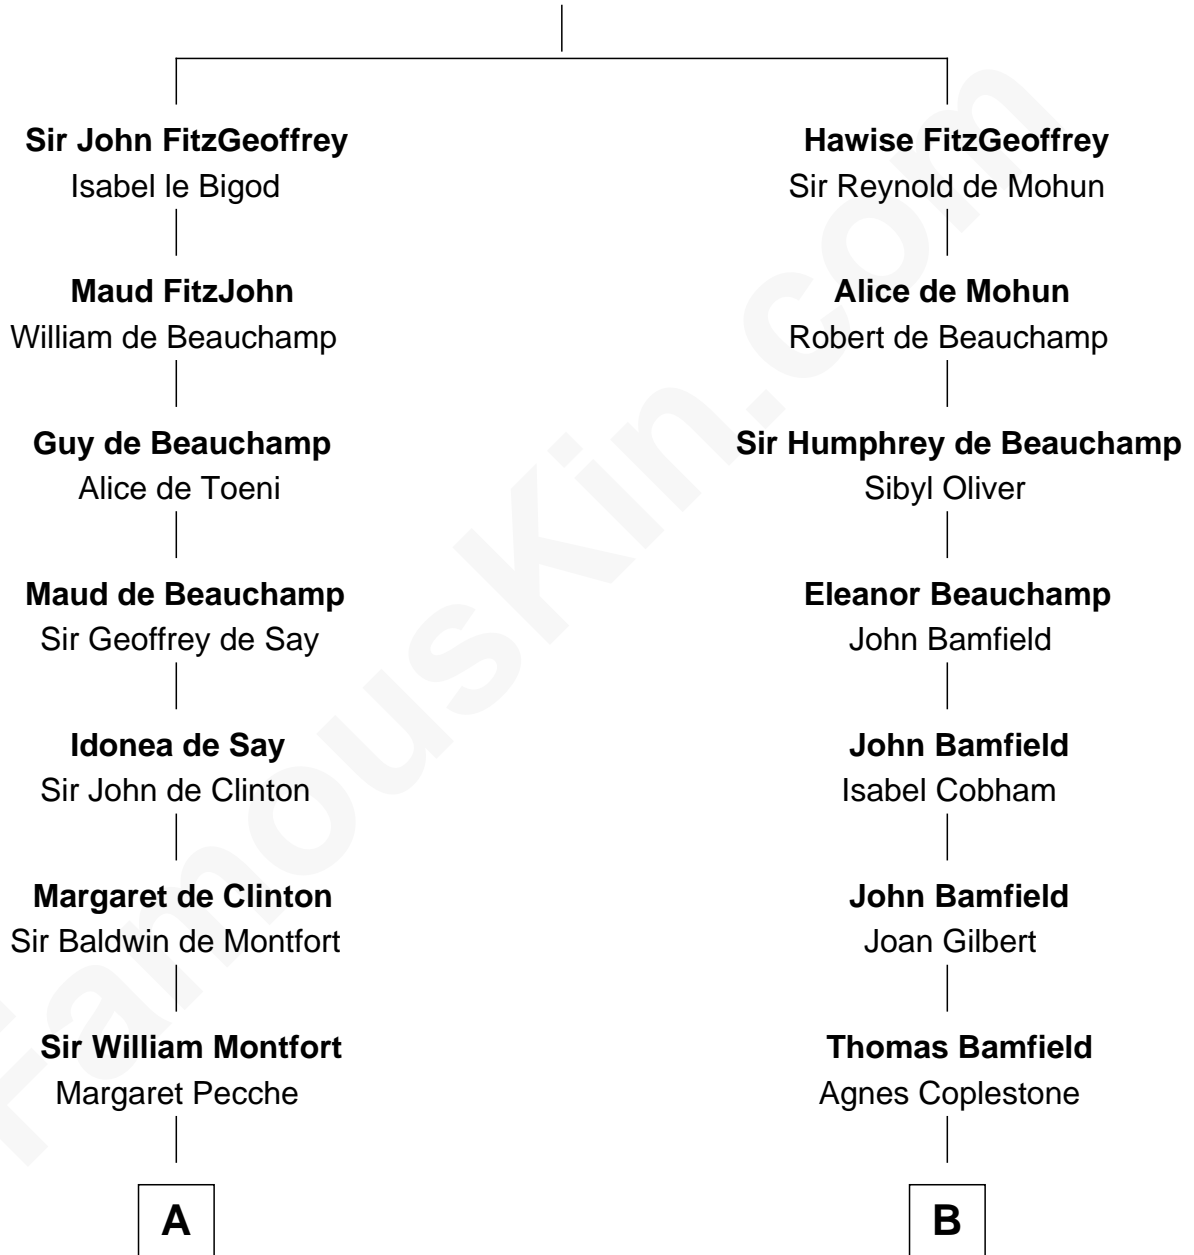 Sir John FitzGeoffrey
Isabel le Bigod
Maud FitzJohn
William de Beauchamp
Guy de Beauchamp
Alice de Toeni
Maud de Beauchamp
Sir Geoffrey de Say
Idonea de Say
Sir John de Clinton
Margaret de Clinton
Sir Baldwin de Montfort
Sir William Montfort
Margaret Pecche
A
Hawise FitzGeoffrey
Sir Reynold de Mohun
Alice de Mohun
Robert de Beauchamp
Sir Humphrey de Beauchamp
Sibyl Oliver
Eleanor Beauchamp
John Bamfield
John Bamfield
Isabel Cobham
John Bamfield
Joan Gilbert
Thomas Bamfield
Agnes Coplestone
B
FamousKin.com